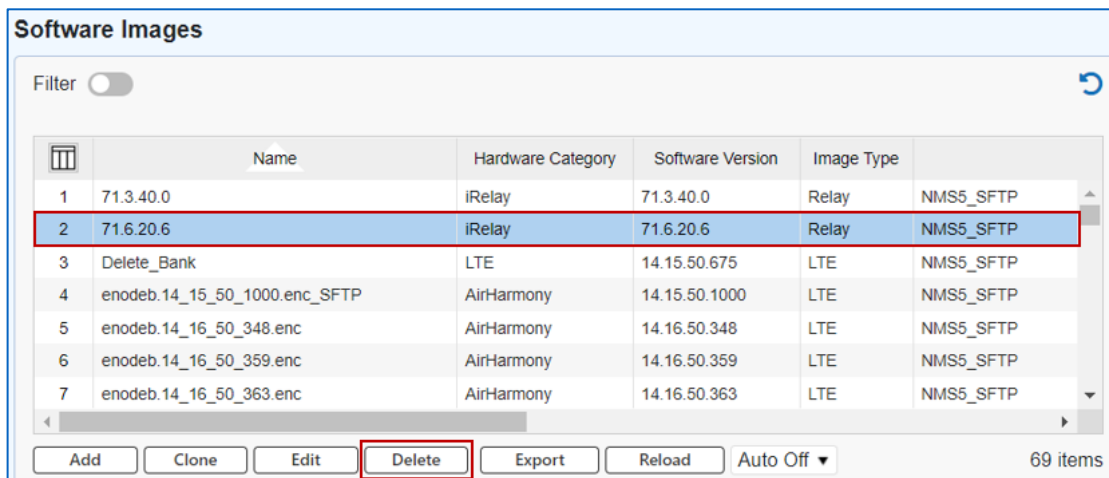 Software Images
Filter
Name Hardware Category Software Version Image Type
1 71.3.40.0 iRelay 71.3.40.0 Relay NMS5_SFTP
2 71.6.20.6 iRelay 71.6.20.6 Relay NMS5_SFTP
3 Delete_Bank LTE 14.15.50.675 LTE NMS5_SFTP
4 enodeb.14_15_50_1000.enc_SFTP AirHarmony 14.15.50.1000 LTE NMS5_SFTP
5 enodeb.14_16_50_348.enc AirHarmony 14.16.50.348 LTE NMS5_SFTP
6 enodeb.14_16_50_359.enc AirHarmony 14.16.50.359 LTE NMS5_SFTP
7 enodeb.14_16_50_363.enc AirHarmony 14.16.50.363 LTE NMS5_SFTP
Add Clone Edit Delete Export Reload Auto Off 69 items